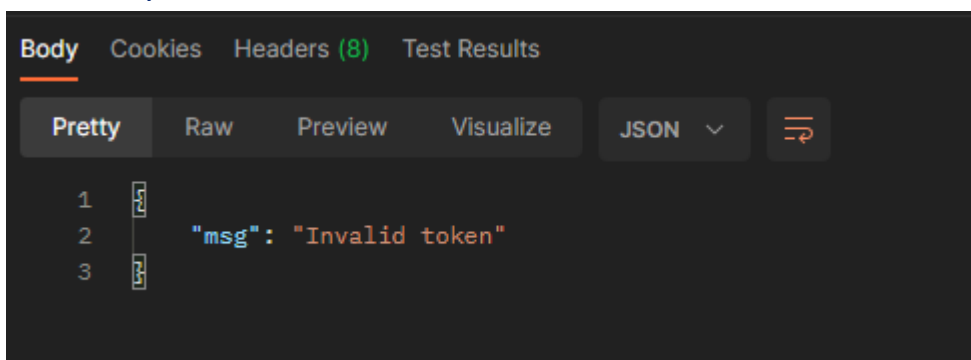 Body Cookies Headers (8) Test Results
Pretty Raw Preview Visualize JSON
1 {
2 "msg": "Invalid token"
3 }